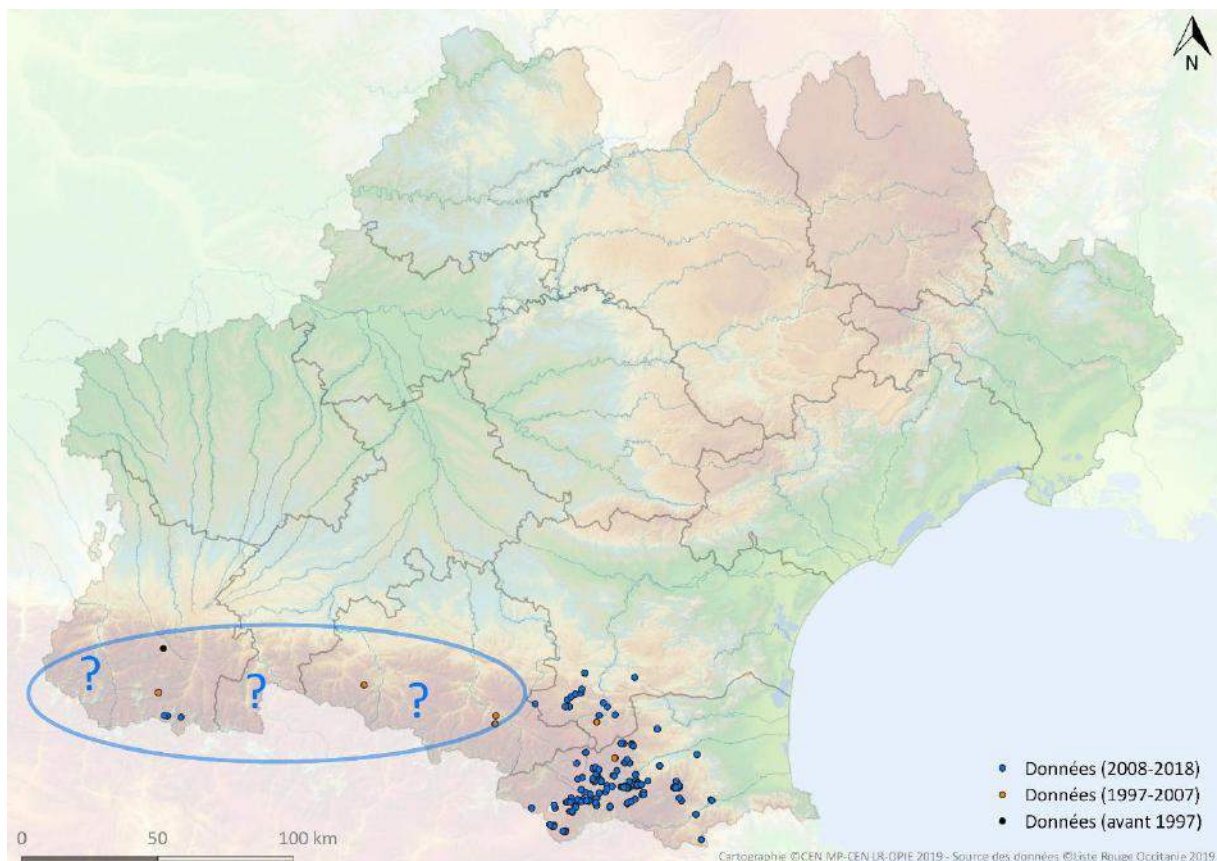 N
? ? ?
Données (2008-2018)
Données (1997-2007)
Données (avant 1997)
0 50 100 km
Cartographie ©CEN MP-CEN LR-OPIE 2019 - Source des données ©Liste Rouge Occitanie 2019